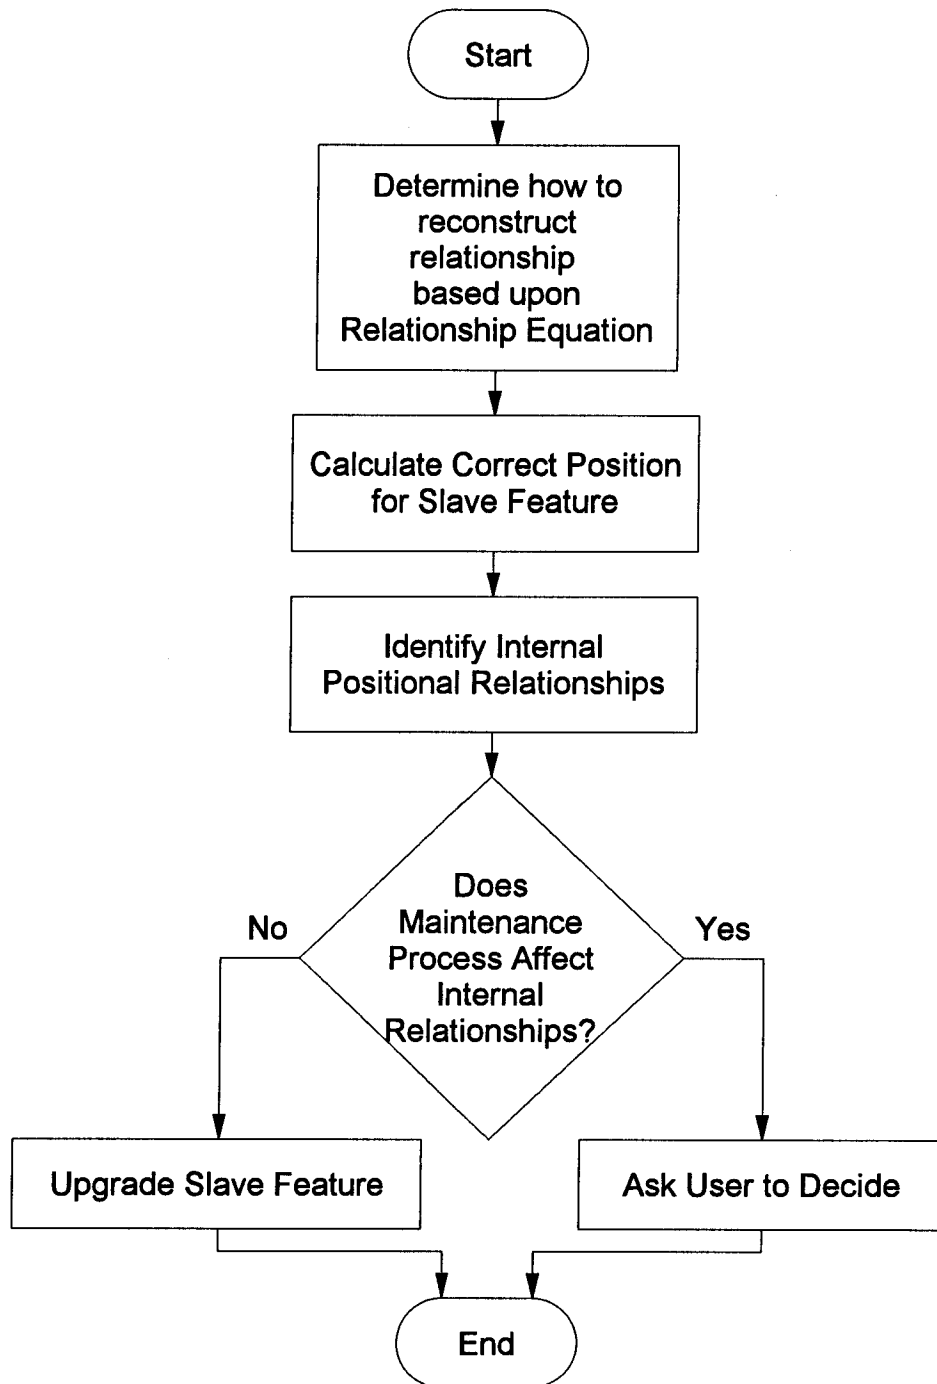 Start
Determine how to
reconstruct
relationship
based upon
Relationship Equation
Calculate Correct Position
for Slave Feature
Identify Internal
Positional Relationships
Does
Maintenance
Process Affect
Internal
Relationships?
No
Yes
Upgrade Slave Feature
Ask User to Decide
End